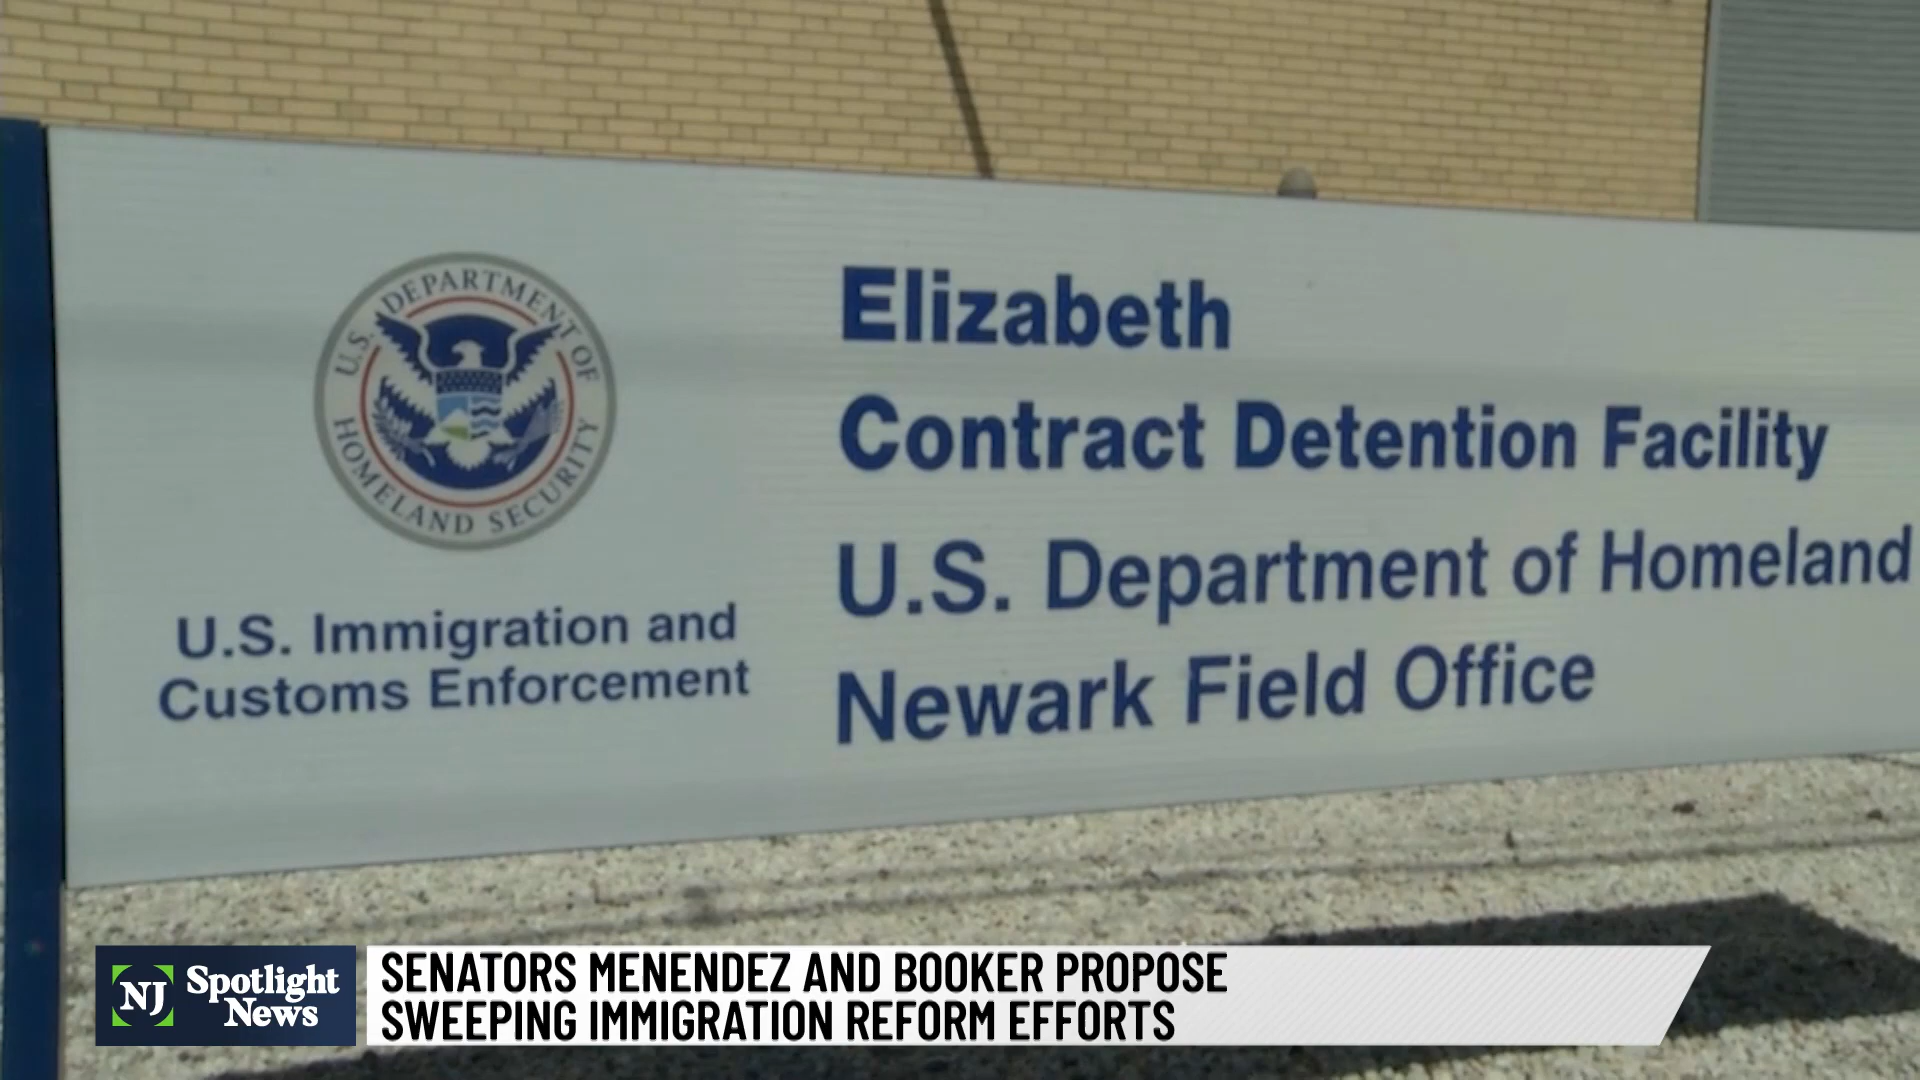 U.S. DEPARTMENT OF
HOMELAND SECURITY
U.S. Immigration and
Customs Enforcement
Elizabeth
Contract Detention Facility
U.S. Department of Homeland
Newark Field Office
NJ Spotlight
News
SENATORS MENENDEZ AND BOOKER PROPOSE
SWEEPING IMMIGRATION REFORM EFFORTS